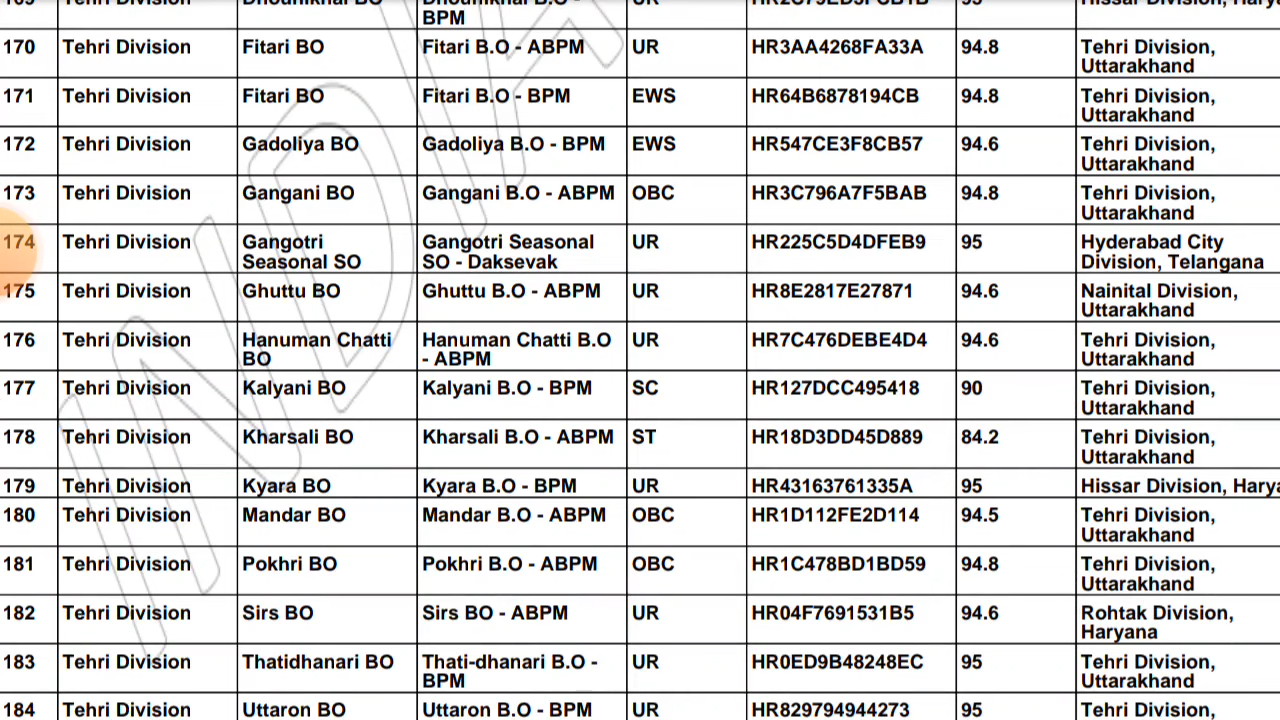 BPM
170 Tehri Division Fitari BO Fitari B.O - ABPM UR HR3AA4268FA33A 94.8 Tehri Division,
Uttarakhand
171 Tehri Division Fitari BO Fitari B.O - BPM EWS HR64B6878194CB 94.8 Tehri Division,
Uttarakhand
172 Tehri Division Gadoliya BO Gadoliya B.O - BPM EWS HR547CE3F8CB57 94.6 Tehri Division,
Uttarakhand
173 Tehri Division Gangani BO Gangani B.O - ABPM OBC HR3C796A7F5BAB 94.8 Tehri Division,
Uttarakhand
174 Tehri Division Gangotri Gangotri Seasonal UR HR225C5D4DFEB9 95 Hyderabad City
Seasonal SO SO - Daksevak Division, Telangana
175 Tehri Division Ghuttu BO Ghuttu B.O - ABPM UR HR8E2817E27871 94.6 Nainital Division,
Uttarakhand
176 Tehri Division Hanuman Chatti Hanuman Chatti B.O UR HR7C476DEBE4D4 94.6 Tehri Division,
BO - ABPM Uttarakhand
177 Tehri Division Kalyani BO Kalyani B.O - BPM SC HR127DCC495418 90 Tehri Division,
Uttarakhand
178 Tehri Division Kharsali BO Kharsali B.O - ABPM ST HR18D3DD45D889 84.2 Tehri Division,
Uttarakhand
179 Tehri Division Kyara BO Kyara B.O - BPM UR HR43163761335A 95 Hissar Division, Harya
180 Tehri Division Mandar BO Mandar B.O - ABPM OBC HR1D112FE2D114 94.5 Tehri Division,
Uttarakhand
181 Tehri Division Pokhri BO Pokhri B.O - ABPM OBC HR1C478BD1BD59 94.8 Tehri Division,
Uttarakhand
182 Tehri Division Sirs BO Sirs BO - ABPM UR HR04F7691531B5 94.6 Rohtak Division,
Haryana
183 Tehri Division Thatidhanari BO Thati-dhanari B.O - UR HR0ED9B48248EC 95 Tehri Division,
BPM Uttarakhand
184 Tehri Division Uttaron BO Uttaron B.O - BPM UR HR829794944273 95 Tehri Division,
INDIA